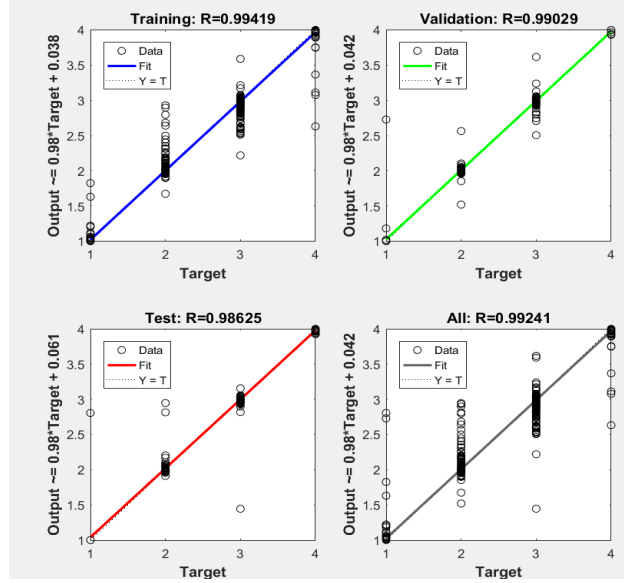 Training: R=0.99419
Output ~= 0.98*Target + 0.038
4
3.5
3
2.5
2
1.5
1
Data
Fit
Y = T
1 2 3 4
Target
Validation: R=0.99029
Output ~= 0.98*Target + 0.042
4
3.5
3
2.5
2
1.5
1
Data
Fit
Y = T
1 2 3 4
Target
Test: R=0.98625
Output ~= 0.98*Target + 0.061
4
3.5
3
2.5
2
1.5
1
Data
Fit
Y = T
1 2 3 4
Target
All: R=0.99241
Output ~= 0.98*Target + 0.042
4
3.5
3
2.5
2
1.5
1
Data
Fit
Y = T
1 2 3 4
Target